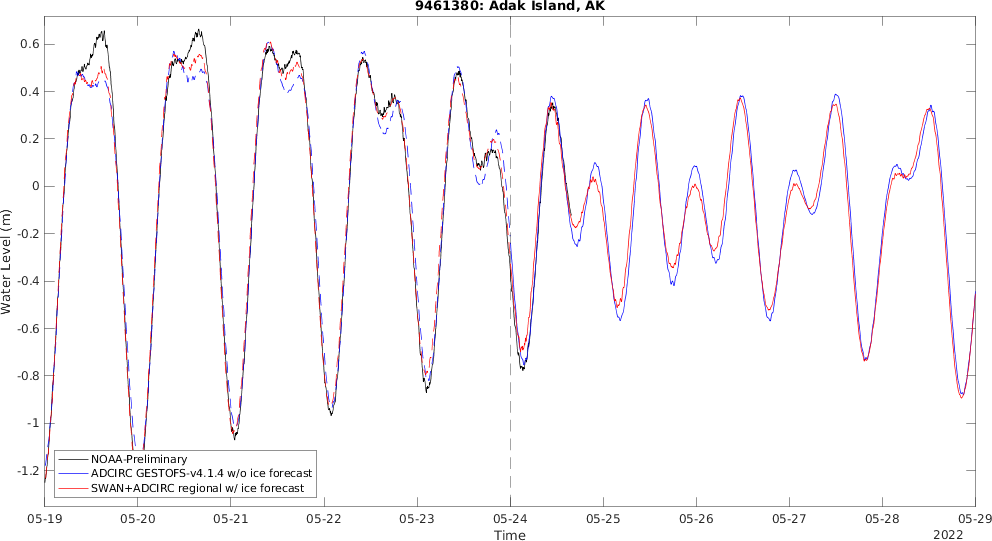 9461380: Adak Island, AK
Water Level (m)
0.6
0.4
0.2
0
-0.2
-0.4
-0.6
-0.8
-1
-1.2
NOAA-Preliminary
ADCIRC GESTOFS-v4.1.4 w/o ice forecast
SWAN+ADCIRC regional w/ ice forecast
05-19 05-20 05-21 05-22 05-23 05-24 05-25 05-26 05-27 05-28 05-29
Time
2022